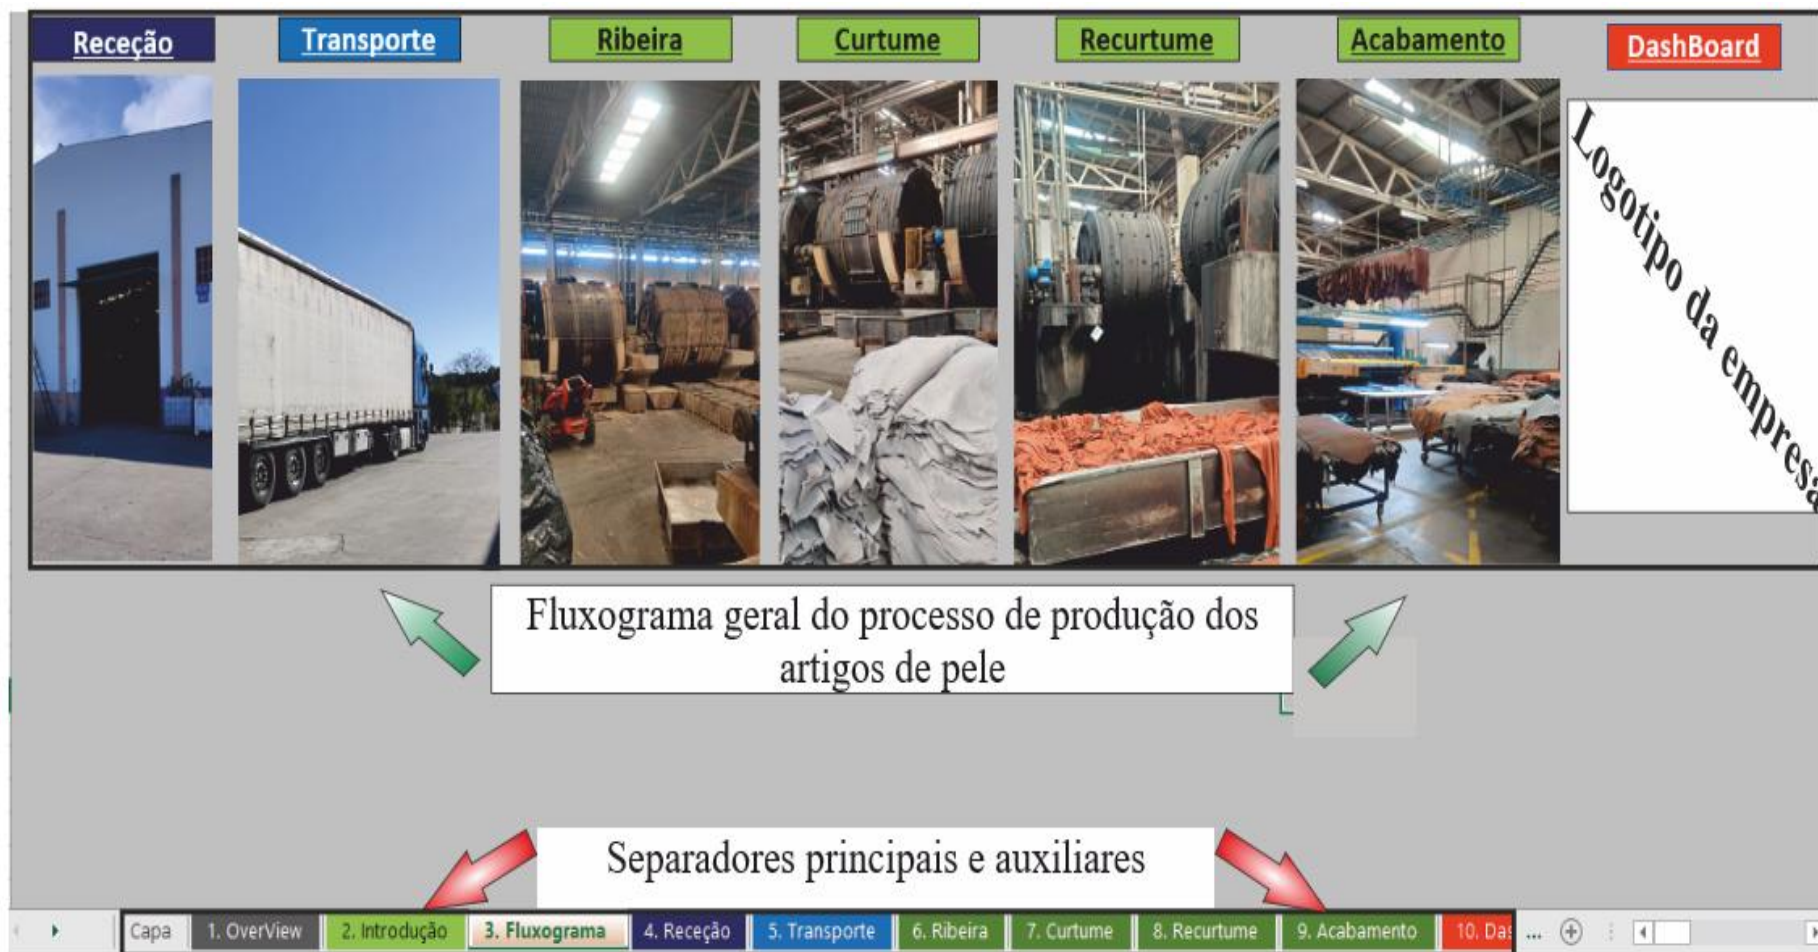 Receção
Transporte
Ribeira
Curtume
Recurtume
Acabamento
DashBoard
Logotipo da empresa
Fluxograma geral do processo de produção dos
artigos de pele
Separadores principais e auxiliares
Capa
1. OverView
2. Introdução
3. Fluxograma
4. Receção
5. Transporte
6. Ribeira
7. Curtume
8. Recurtume
9. Acabamento
10. Das
...